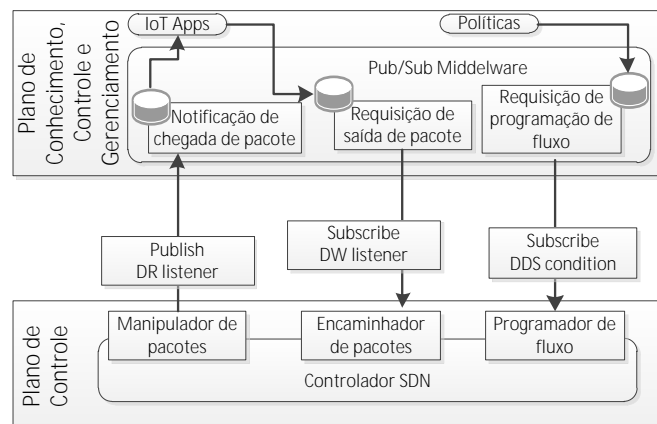 IoT Apps
Políticas
Plano de
Conhecimento,
Controle e
Gerenciamento
Pub/Sub Middelware
Notificação de
chegada de pacote
Requisição de
saída de pacote
Requisição de
programação de
fluxo
Publish
DR listener
Subscribe
DW listener
Subscribe
DDS condition
Plano de
Controle
Manipulador de
pacotes
Encaminhador
de pacotes
Programador de
fluxo
Controlador SDN